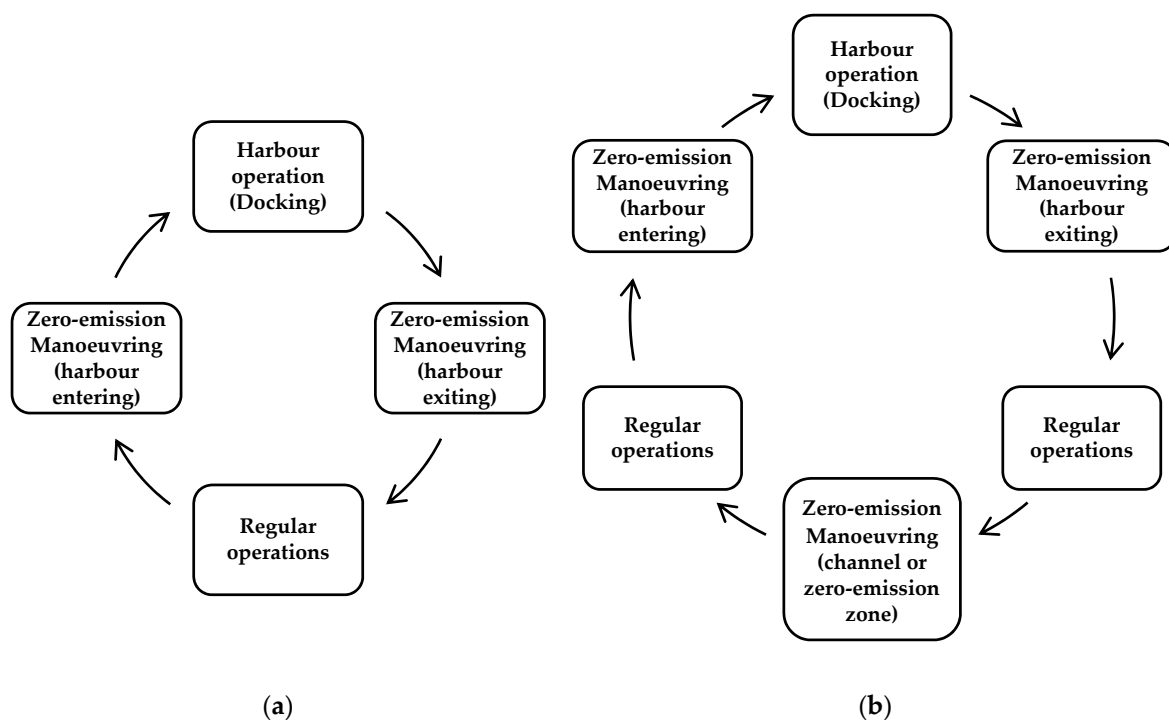 Harbour
operation
(Docking)
Zero-emission
Manoeuvring
(harbour
entering)
Zero-emission
Manoeuvring
(harbour
exiting)
Regular
operations
(a)
Harbour
operation
(Docking)
Zero-emission
Manoeuvring
(harbour
entering)
Zero-emission
Manoeuvring
(harbour
exiting)
Regular
operations
Regular
operations
Zero-emission
Manoeuvring
(channel or
zero-emission
zone)
(b)